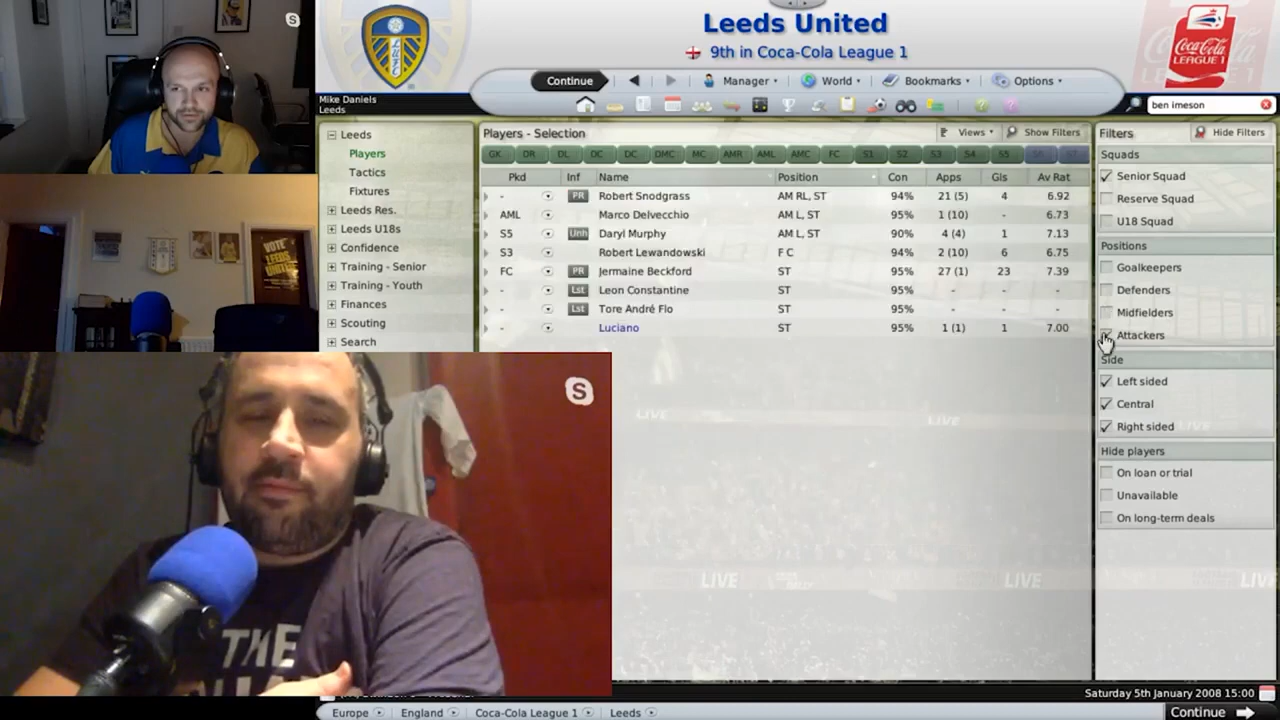 Leeds United
9th in Coca-Cola League 1
Coca-Cola
LEAGUE 1
Continue
Manager
World
Bookmarks
Options
Mike Daniels
Leeds
ben imeson
Leeds
Players
Tactics
Fixtures
Leeds Res.
Leeds U18s
Confidence
Training - Senior
Training - Youth
Finances
Scouting
Search
Players - Selection
Views
Show Filters
GK DR DL DC DC DMC MC AMR AML AMC FC S1 S2 S3 S4 S5
Pkd Inf Name Position Con Apps Gls Av Rat
- PR Robert Snodgrass AM RL, ST 94% 21 (5) 4 6.92
AML Marco Delvecchio AM L, ST 95% 1 (10) - 6.73
S5 Unh Daryl Murphy AM L, ST 90% 4 (4) 1 7.13
S3 Robert Lewandowski F C 94% 2 (10) 6 6.75
FC PR Jermaine Beckford ST 95% 27 (1) 23 7.39
- Lst Leon Constantine ST 95% - - -
- Lst Tore André Flo ST 95% - - -
- Luciano ST 95% 1 (1) 1 7.00
Filters
Hide Filters
Squads
Senior Squad
Reserve Squad
U18 Squad
Positions
Goalkeepers
Defenders
Midfielders
Attackers
Side
Left sided
Central
Right sided
Hide players
On loan or trial
Unavailable
On long-term deals
VOTE
LEEDS
UNITED
LIVE
LIVE
LIVE
LIVE
THE
Saturday 5th January 2008 15:00
Europe
England
Coca-Cola League 1
Leeds
Continue